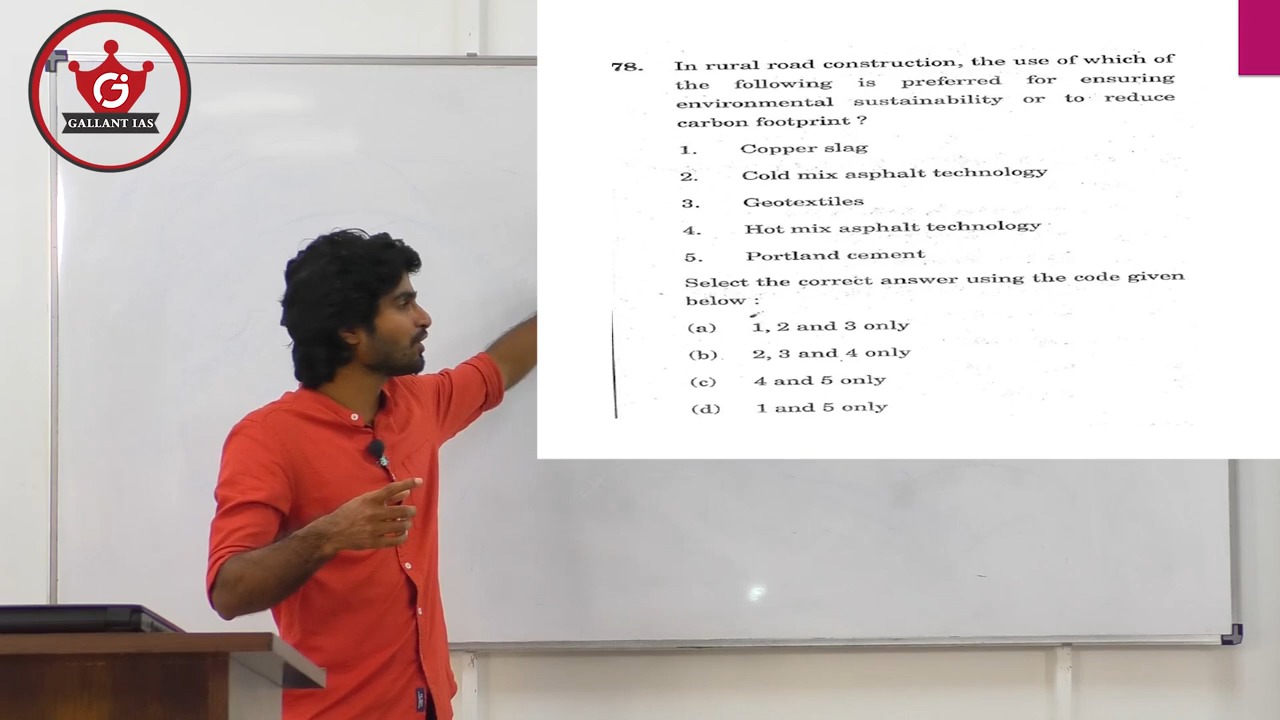 GALLANT IAS
78. In rural road construction, the use of which of
the following is preferred for ensuring
environmental sustainability or to reduce
carbon footprint ?
1. Copper slag
2. Cold mix asphalt technology
3. Geotextiles
4. Hot mix asphalt technology
5. Portland cement
Select the correct answer using the code given
below :
(a) 1, 2 and 3 only
(b) 2, 3 and 4 only
(c) 4 and 5 only
(d) 1 and 5 only